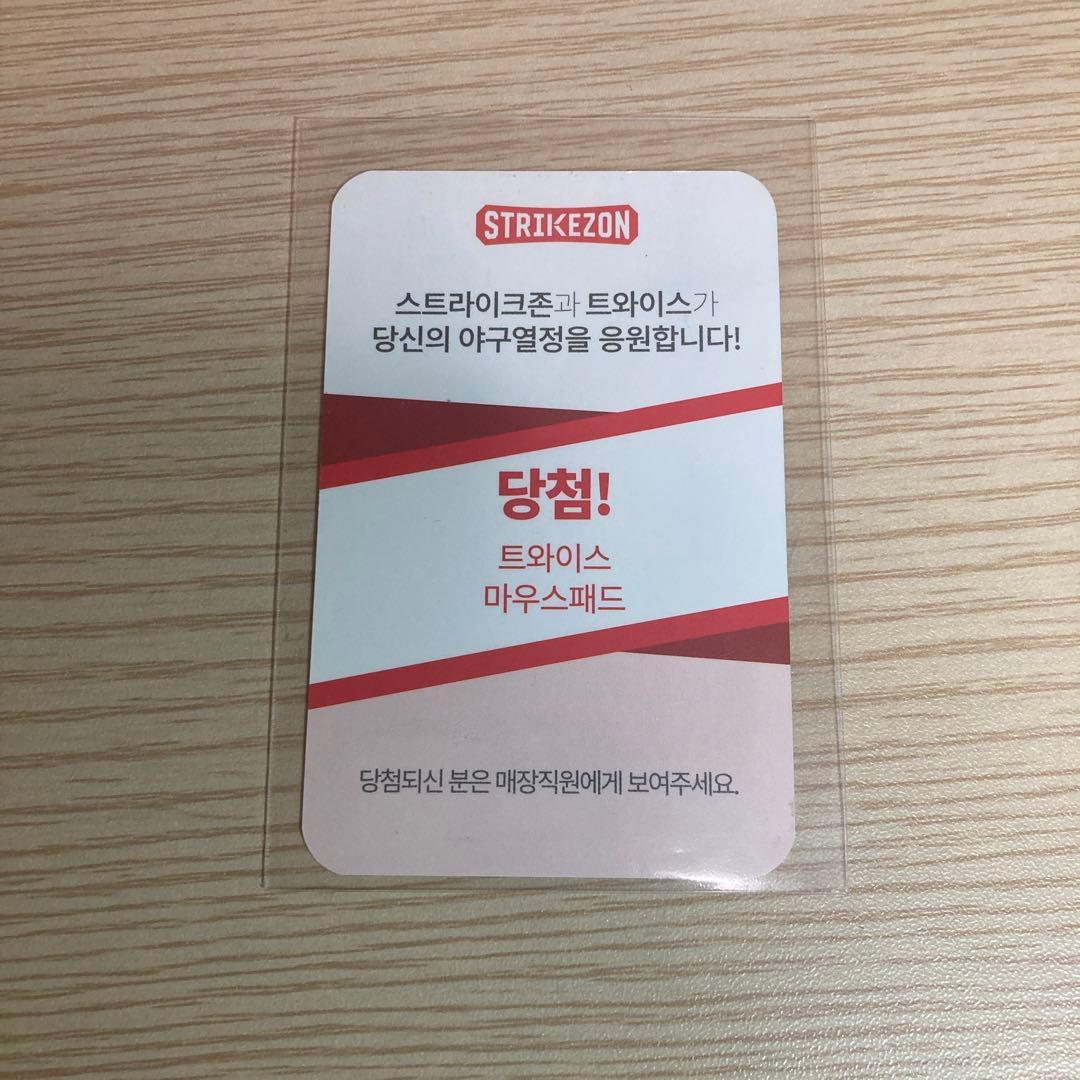 STRIKEZON
스트라이크존과 트와이스가
당신의 야구열정을 응원합니다!
당첨!
트와이스
마우스패드
당첨되신 분은 매장직원에게 보여주세요.